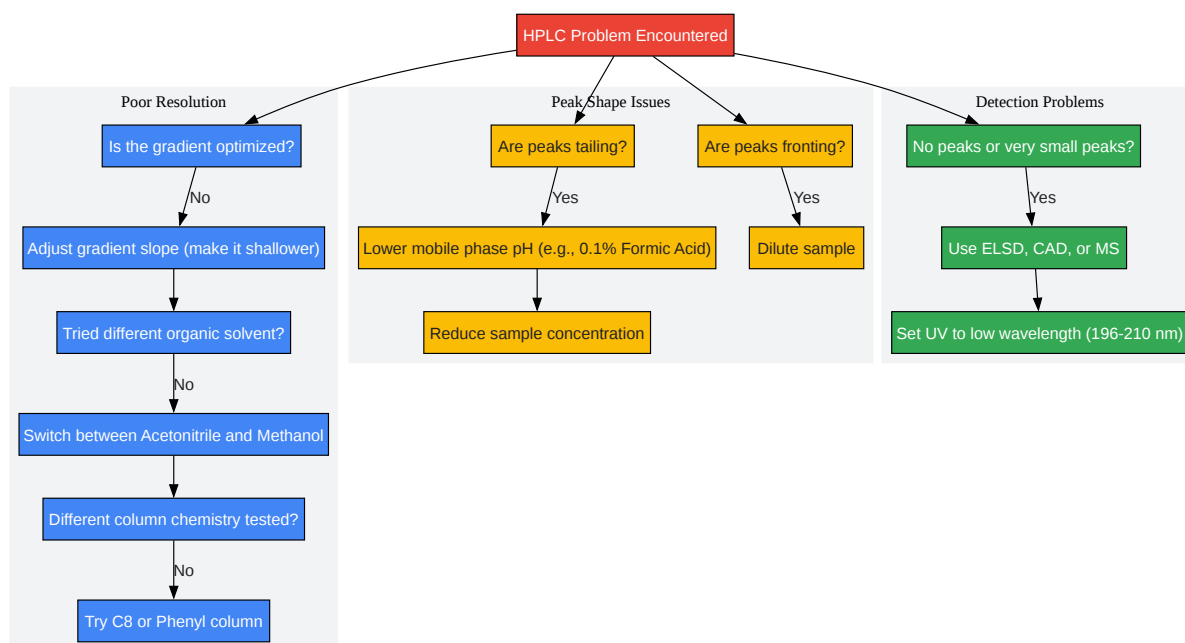 HPLC Problem Encountered
Poor Resolution
Is the gradient optimized?
No
Adjust gradient slope (make it shallower)
Tried different organic solvent?
No
Switch between Acetonitrile and Methanol
Different column chemistry tested?
No
Try C8 or Phenyl column
Peak Shape Issues
Are peaks tailing?
Yes
Lower mobile phase pH (e.g., 0.1% Formic Acid)
Reduce sample concentration
Are peaks fronting?
Yes
Dilute sample
Detection Problems
No peaks or very small peaks?
Yes
Use ELSD, CAD, or MS
Set UV to low wavelength (196-210 nm)